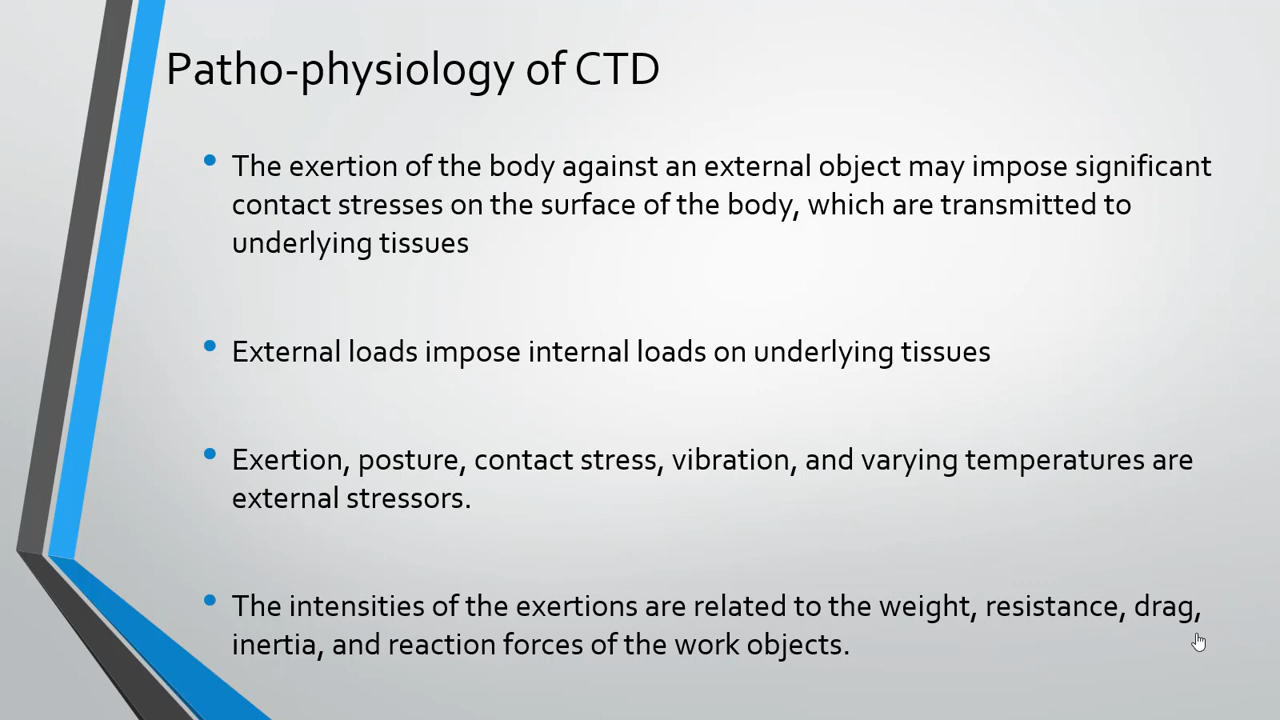 Patho-physiology of CTD
• The exertion of the body against an external object may impose significant
contact stresses on the surface of the body, which are transmitted to
underlying tissues
• External loads impose internal loads on underlying tissues
• Exertion, posture, contact stress, vibration, and varying temperatures are
external stressors.
• The intensities of the exertions are related to the weight, resistance, drag,
inertia, and reaction forces of the work objects.